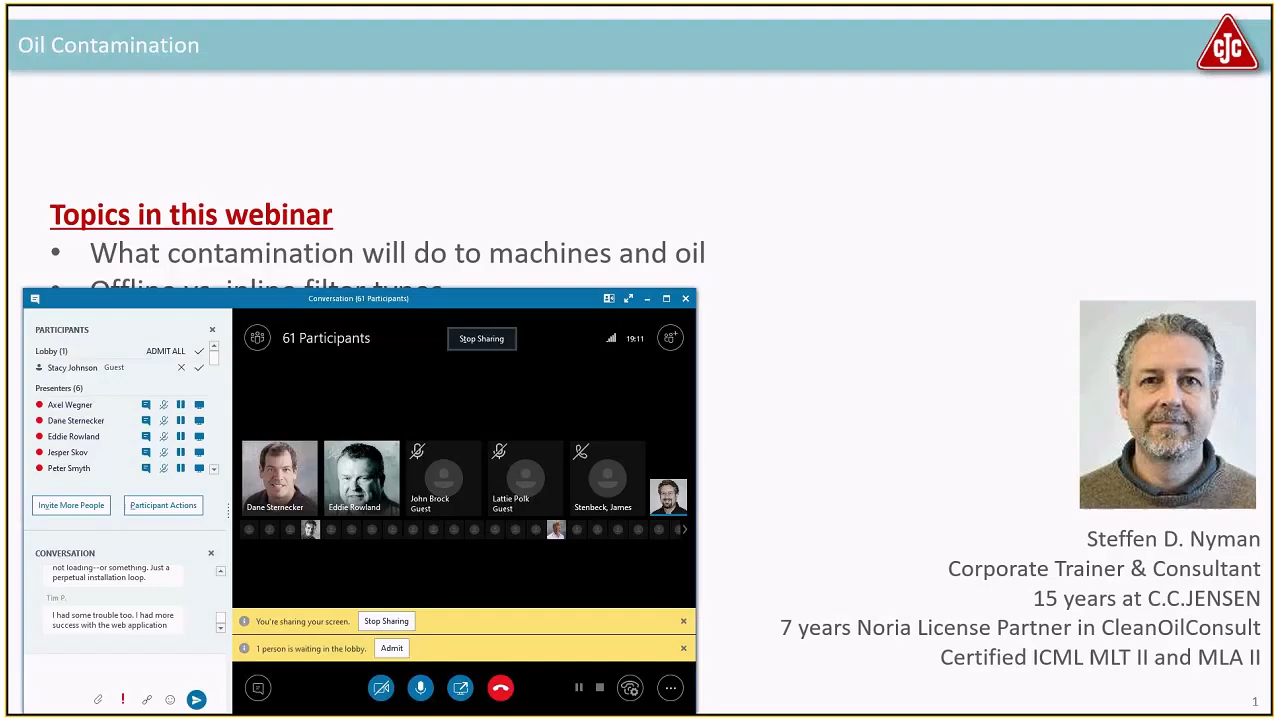 Oil Contamination
CJC
Topics in this webinar
• What contamination will do to machines and oil
• Offline vs. inline filter types
Conversation (61 Participants)
PARTICIPANTS
Lobby (1) ADMIT ALL
Stacy Johnson Guest
Presenters (6)
Axel Wegner
Dane Sternecker
Eddie Rowland
Jesper Skov
Peter Smyth
Invite More People Participant Actions
CONVERSATION
not loading--or something. Just a
perpetual installation loop.
Tim P.
I had some trouble too. I had more
success with the web application
61 Participants
Stop Sharing
19:11
Dane Sternecker
Eddie Rowland
John Brock
Guest
Lattie Polk
Guest
Stenbeck, James
You're sharing your screen. Stop Sharing
1 person is waiting in the lobby. Admit
Steffen D. Nyman
Corporate Trainer & Consultant
15 years at C.C.JENSEN
7 years Noria License Partner in CleanOilConsult
Certified ICML MLT II and MLA II
1